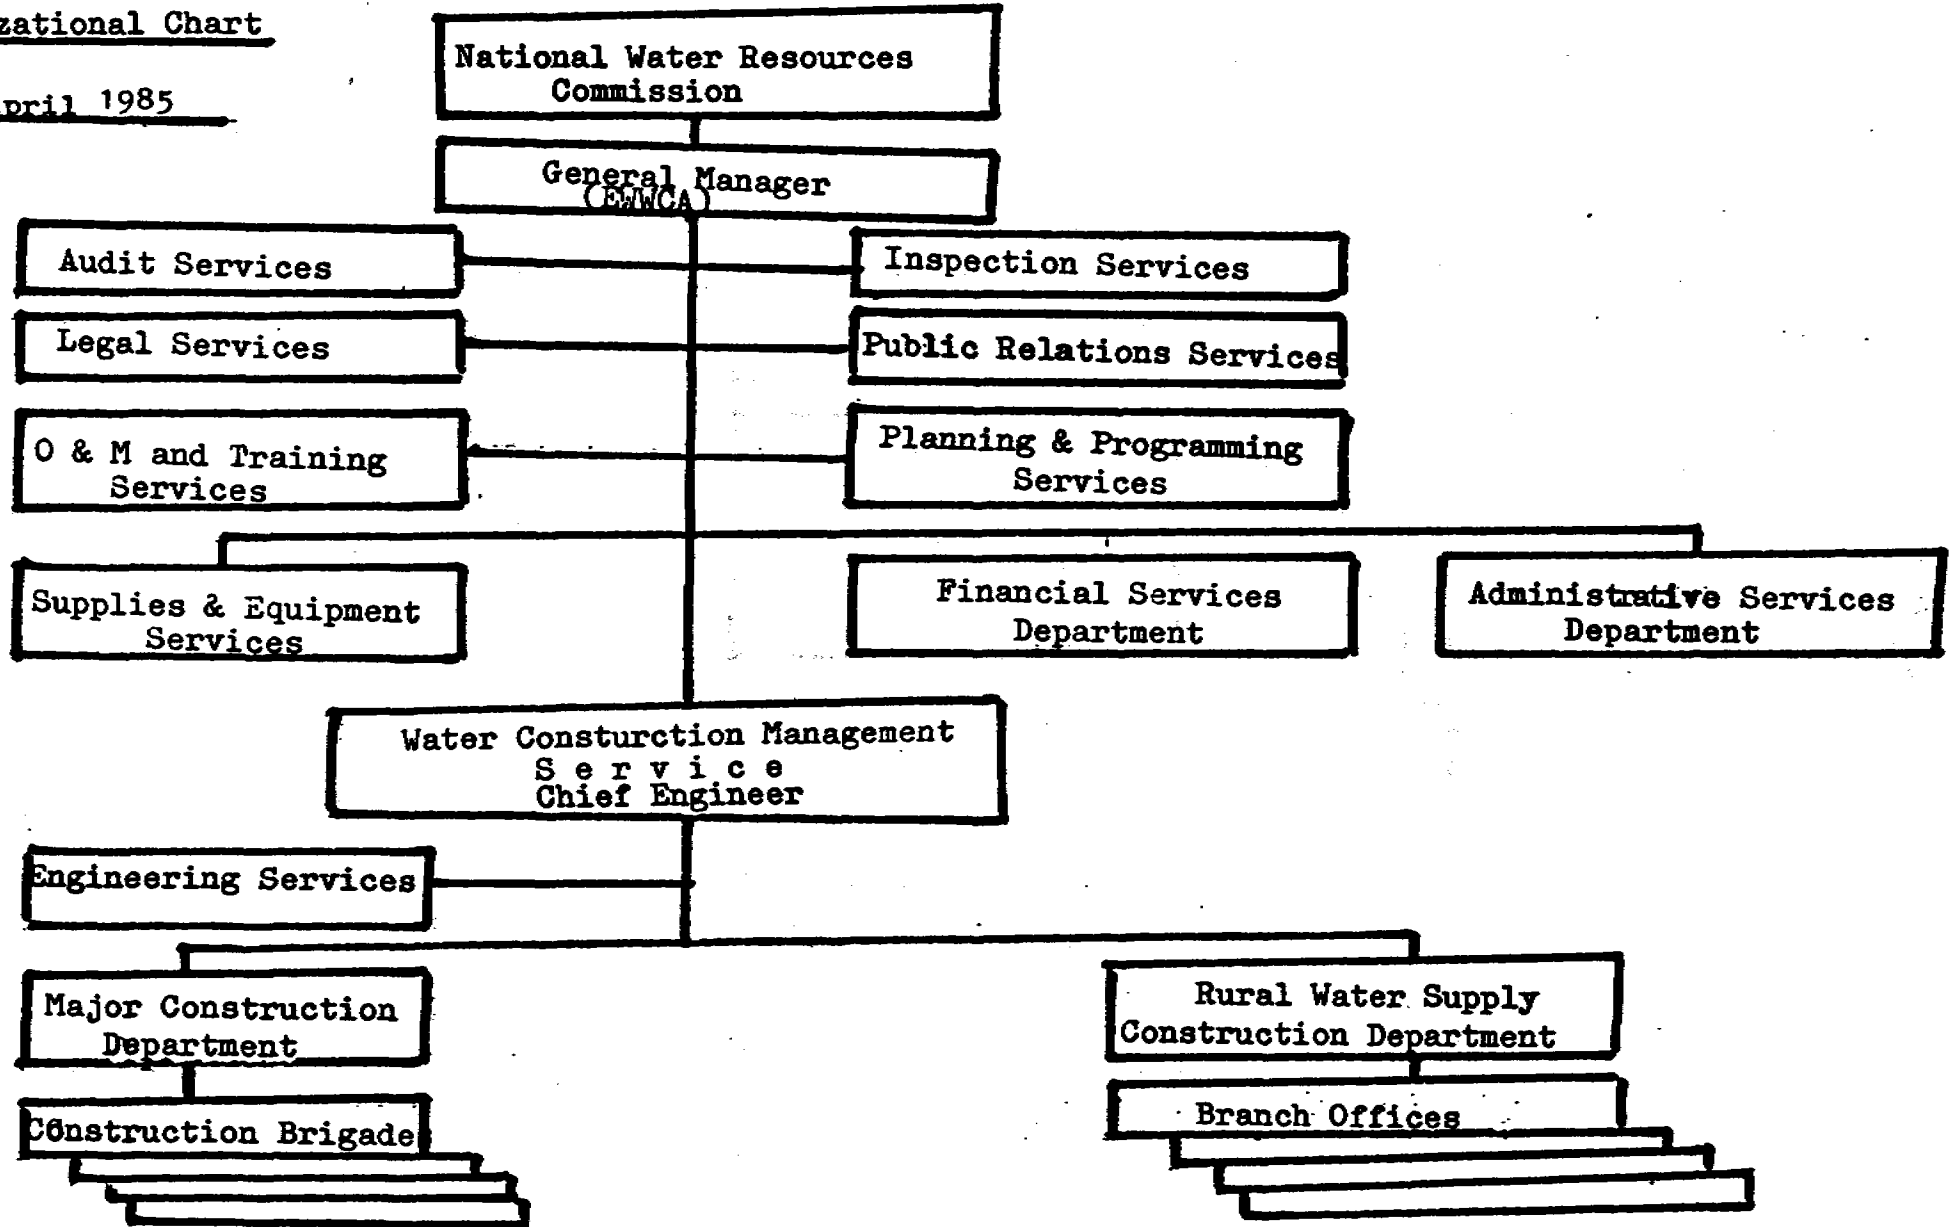 zational Chart
pril 1985
National Water Resources
Commission
General Manager
(EWWCA)
Audit Services
Inspection Services
Legal Services
Public Relations Services
O & M and Training
Services
Planning & Programming
Services
Supplies & Equipment
Services
Financial Services
Department
Administrative Services
Department
Water Consturction Management
S e r v i c e
Chief Engineer
Engineering Services
Major Construction
Department
Rural Water Supply
Construction Department
Construction Brigade
Branch Offices